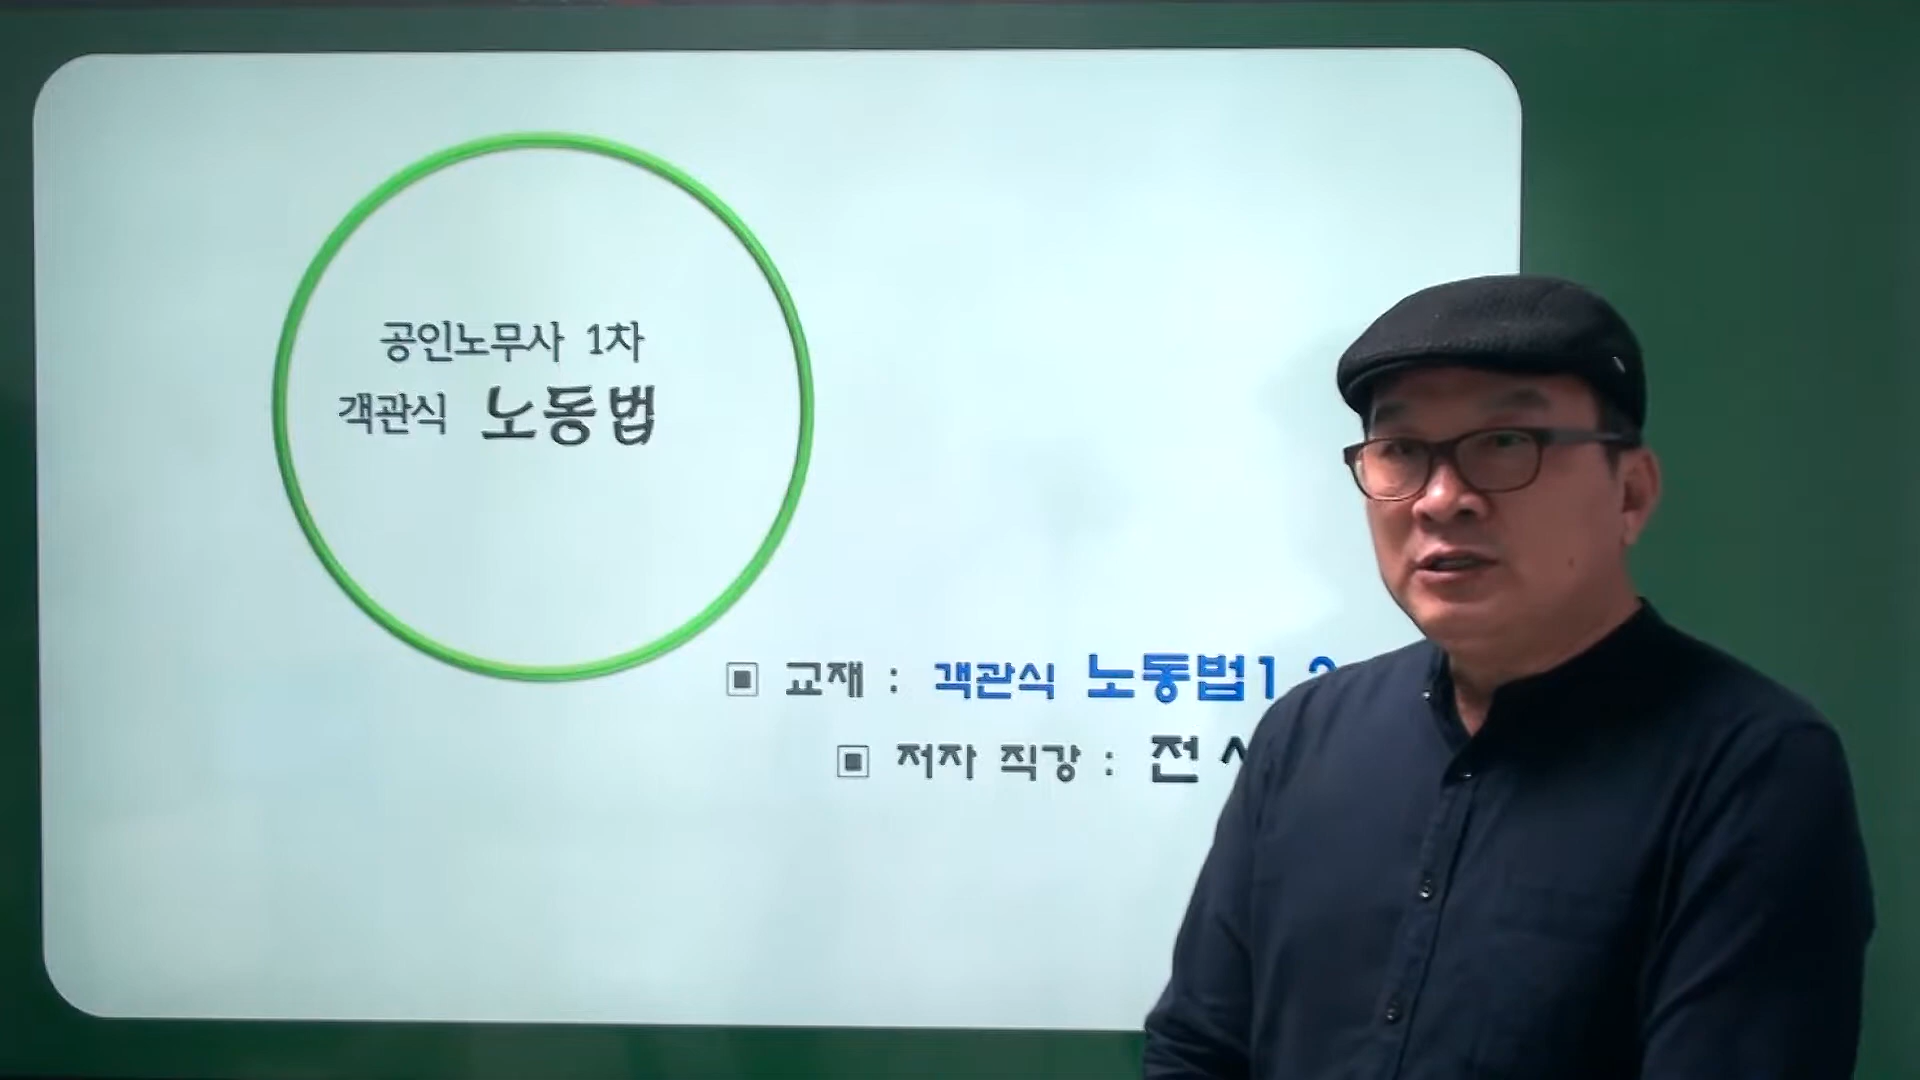 공인노무사 1차
객관식 노동법
▣ 교재 : 객관식 노동법1
▣ 저자 직강 : 전